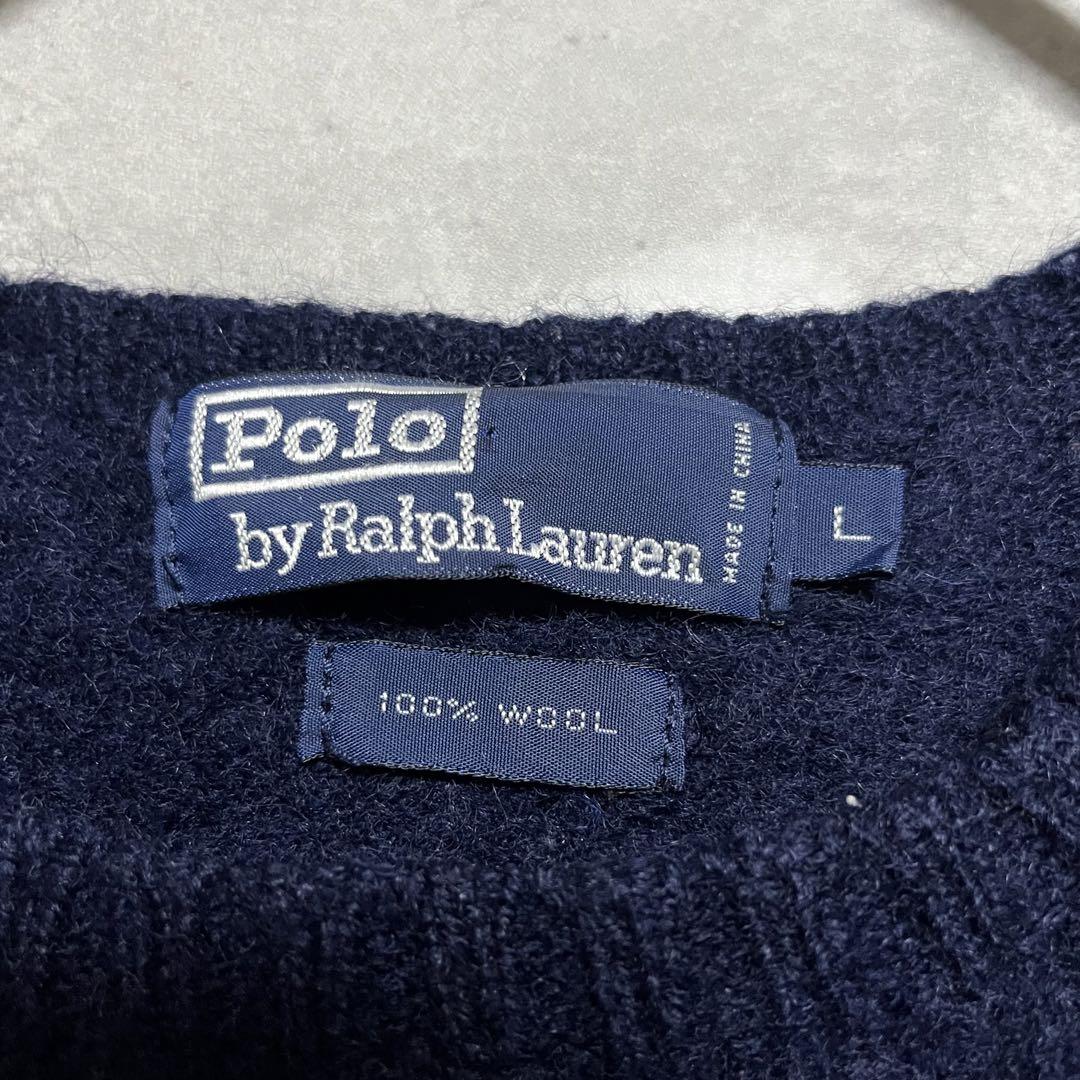 Polo
by Ralph Lauren
MADE IN CHINA
L
100% WOOL